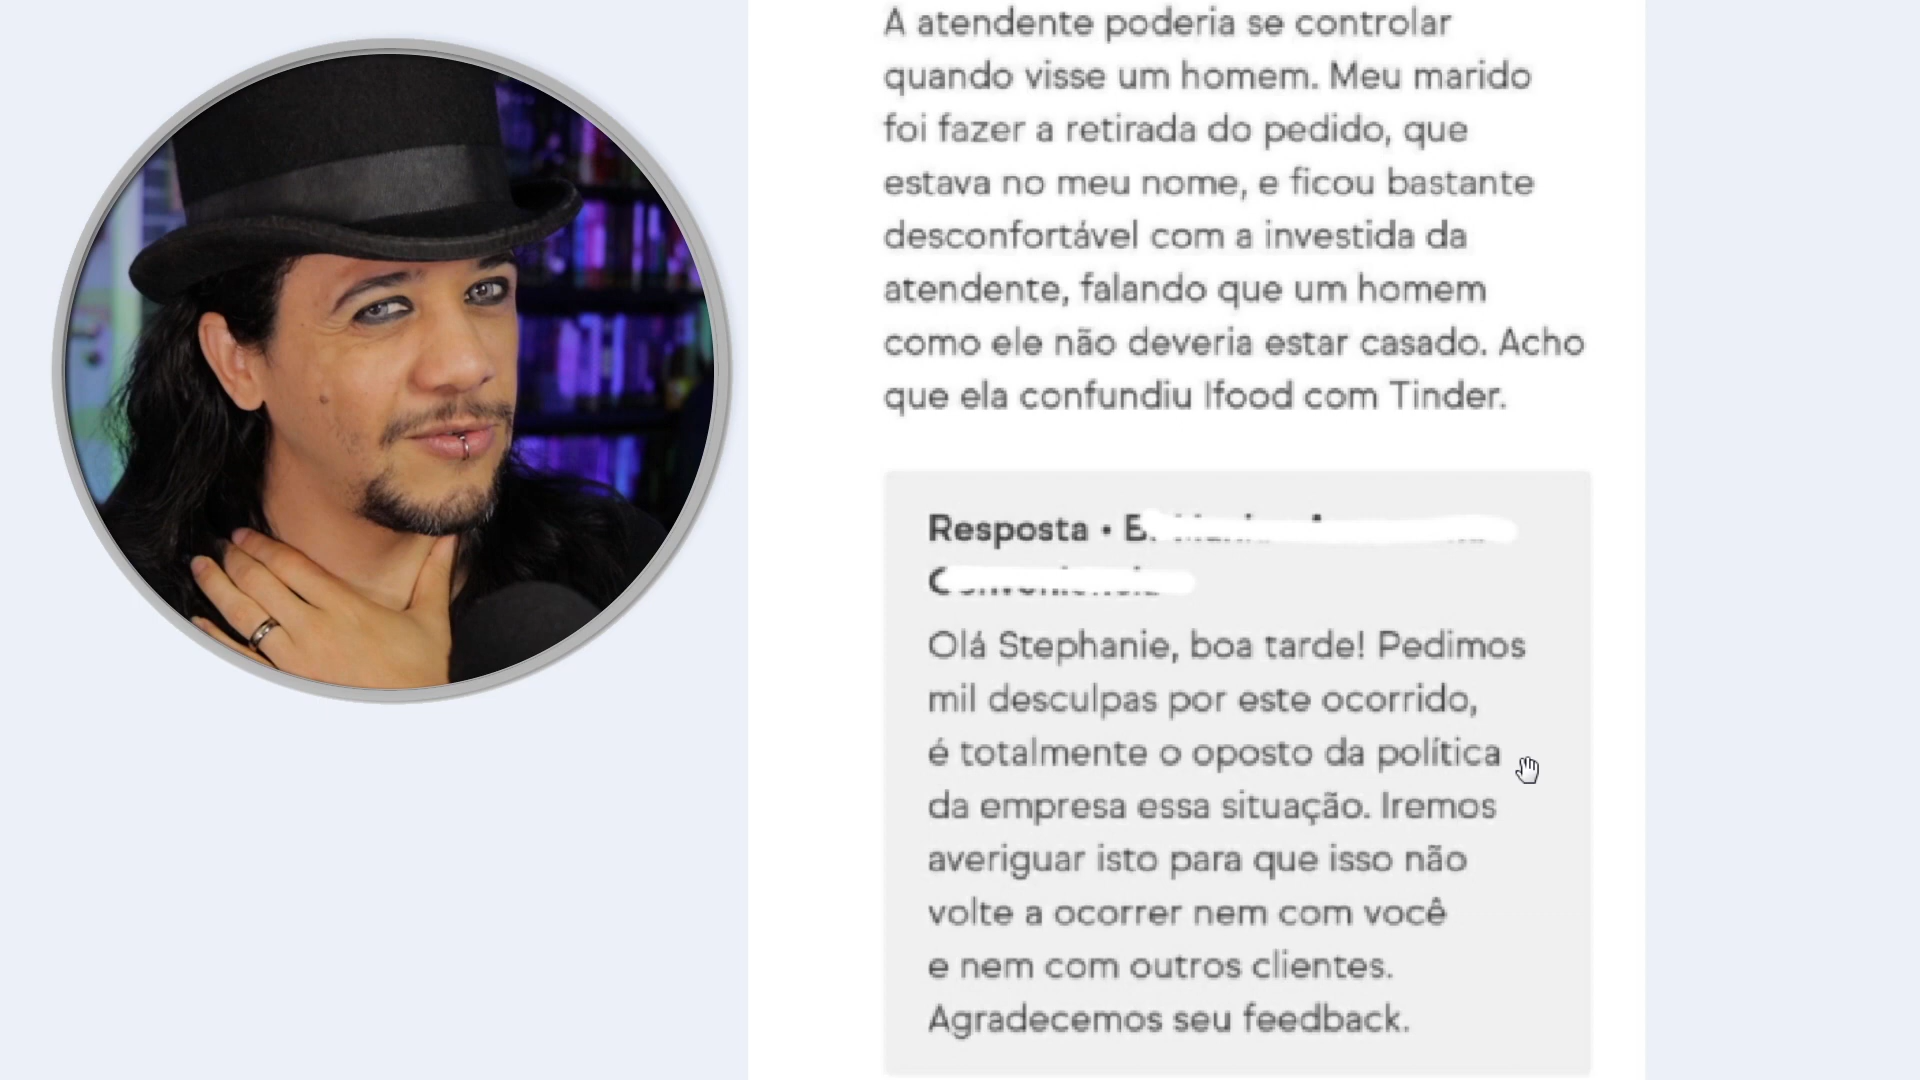 A atendente poderia se controlar
quando visse um homem. Meu marido
foi fazer a retirada do pedido, que
estava no meu nome, e ficou bastante
desconfortável com a investida da
atendente, falando que um homem
como ele não deveria estar casado. Acho
que ela confundiu Ifood com Tinder.
Resposta •
Olá Stephanie, boa tarde! Pedimos
mil desculpas por este ocorrido,
é totalmente o oposto da política
da empresa essa situação. Iremos
averiguar isto para que isso não
volte a ocorrer nem com você
e nem com outros clientes.
Agradecemos seu feedback.